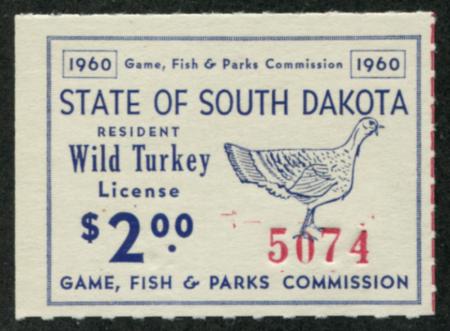 1960 Game, Fish & Parks Commission 1960
STATE OF SOUTH DAKOTA
RESIDENT
Wild Turkey
License
$2.00
5074
GAME, FISH & PARKS COMMISSION